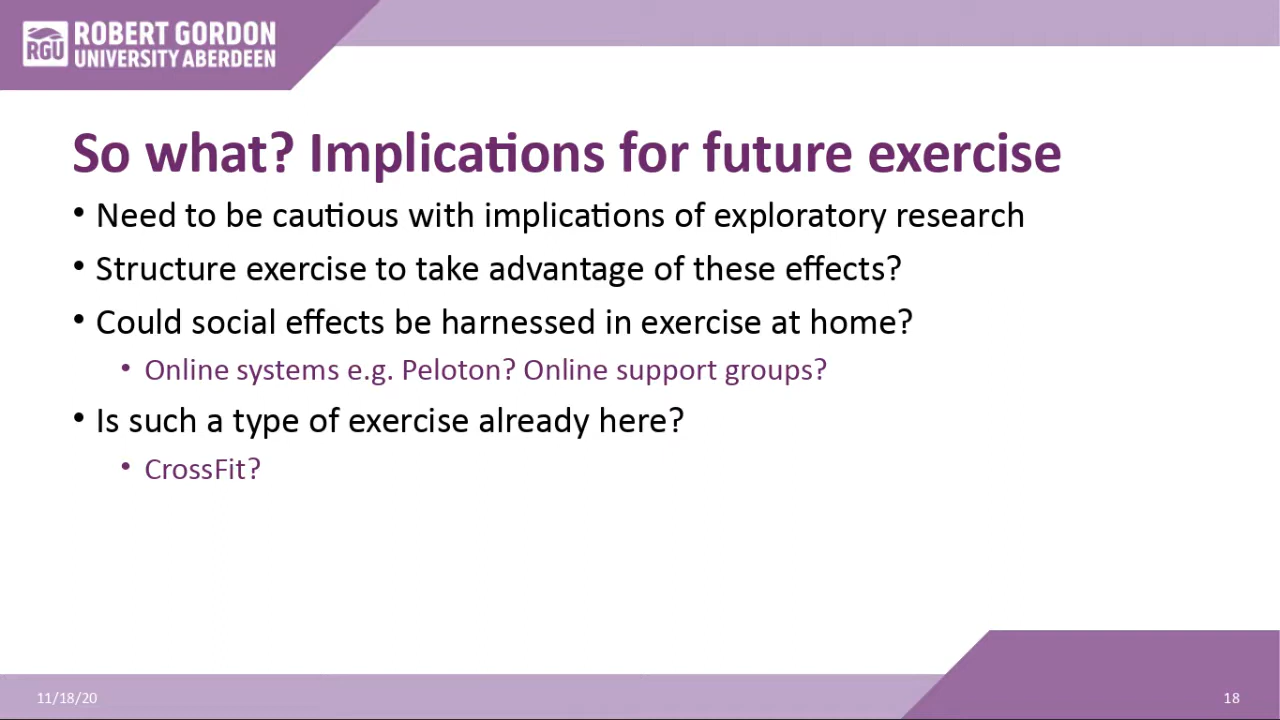 RGU
ROBERT GORDON
UNIVERSITY ABERDEEN
So what? Implications for future exercise
• Need to be cautious with implications of exploratory research
• Structure exercise to take advantage of these effects?
• Could social effects be harnessed in exercise at home?
• Online systems e.g. Peloton? Online support groups?
• Is such a type of exercise already here?
• CrossFit?
11/18/20
18